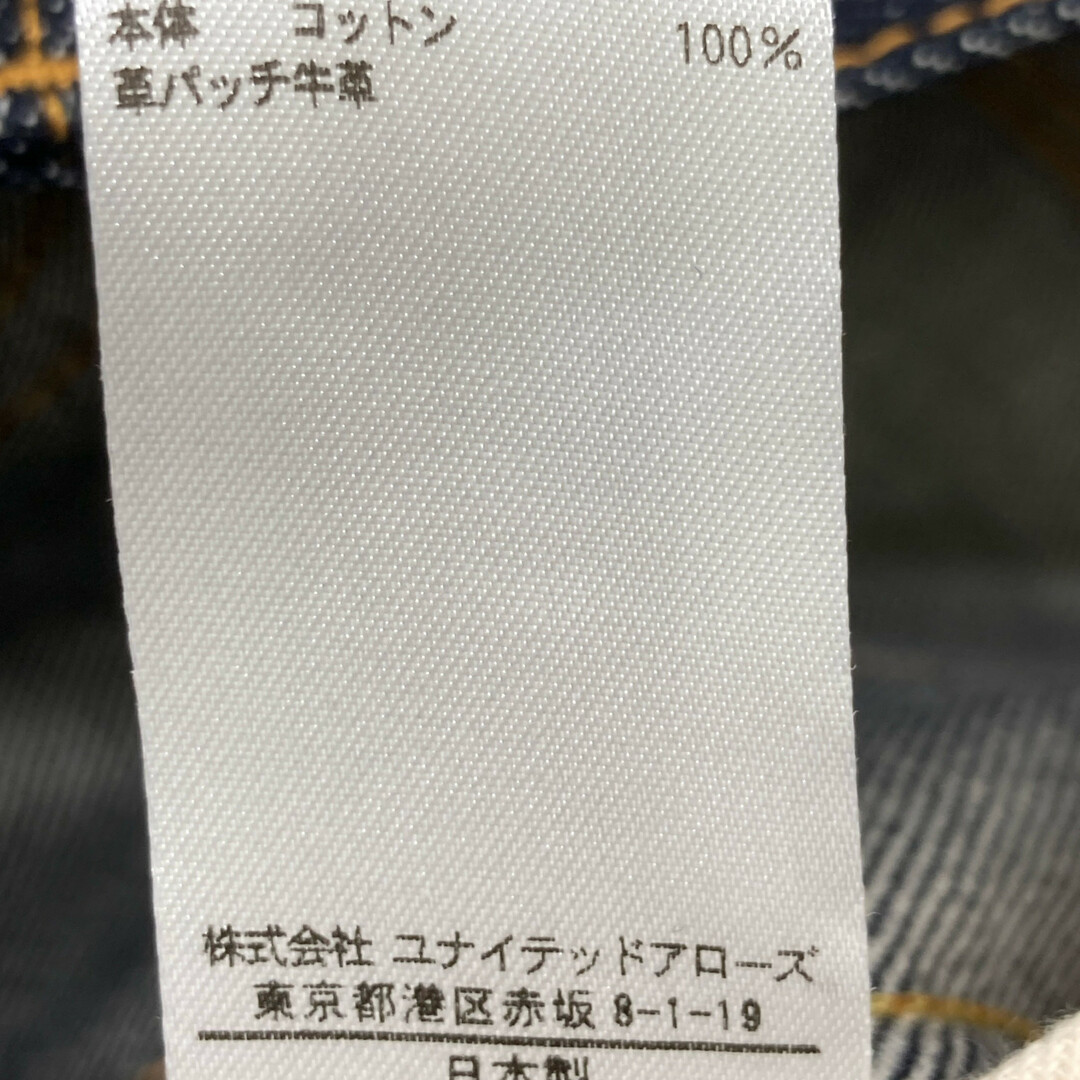 本体 コットン 100%
革パッチ牛革
株式会社 ユナイテッドアローズ
東京都港区赤坂 8-1-19
日本製